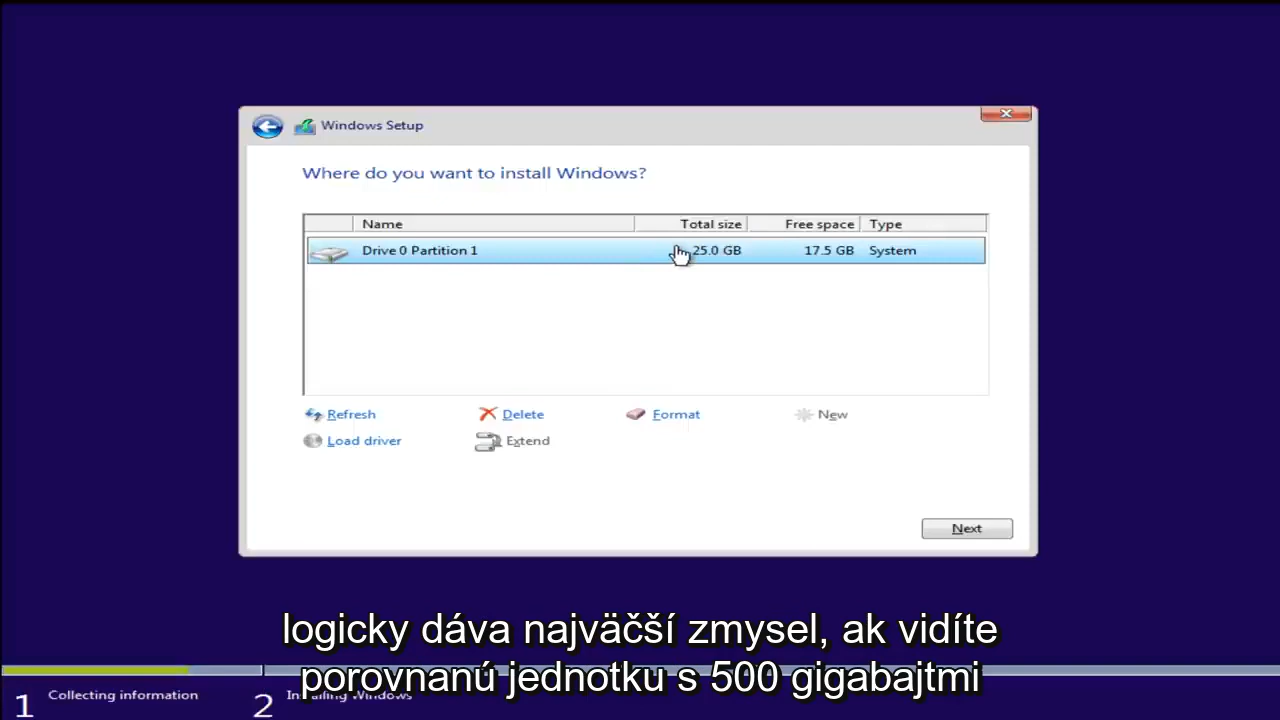 Windows Setup
Where do you want to install Windows?
Name Total size Free space Type
Drive 0 Partition 1 25.0 GB 17.5 GB System
Refresh Delete Format New
Load driver Extend
Next
logicky dáva najväčší zmysel, ak vidíte
porovnanú jednotku s 500 gigabajtmi
1 Collecting information 2 Installing Windows